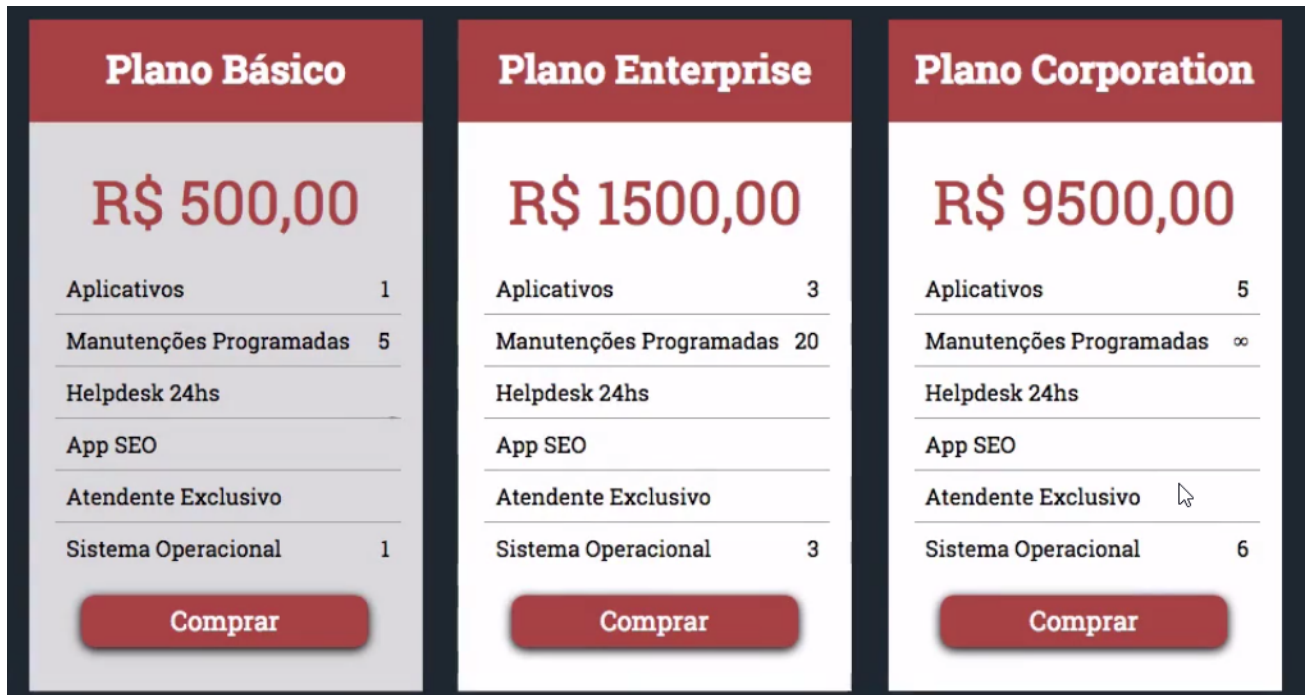 Plano Básico
R$ 500,00
Aplicativos 1
Manutenções Programadas 5
Helpdesk 24hs
App SEO
Atendente Exclusivo
Sistema Operacional 1
Comprar
Plano Enterprise
R$ 1500,00
Aplicativos 3
Manutenções Programadas 20
Helpdesk 24hs
App SEO
Atendente Exclusivo
Sistema Operacional 3
Comprar
Plano Corporation
R$ 9500,00
Aplicativos 5
Manutenções Programadas ∞
Helpdesk 24hs
App SEO
Atendente Exclusivo
Sistema Operacional 6
Comprar